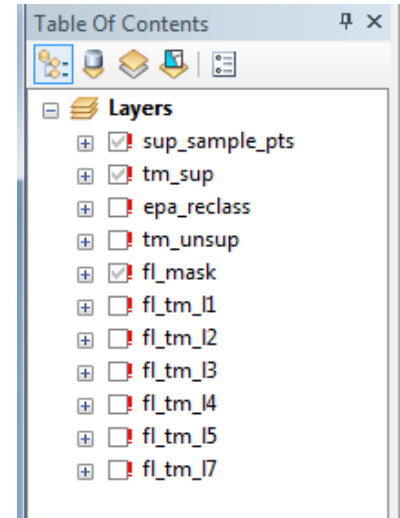 Table Of Contents
Layers
sup_sample_pts
tm_sup
epa_reclass
tm_unsup
fl_mask
fl_tm_l1
fl_tm_l2
fl_tm_l3
fl_tm_l4
fl_tm_l5
fl_tm_l7